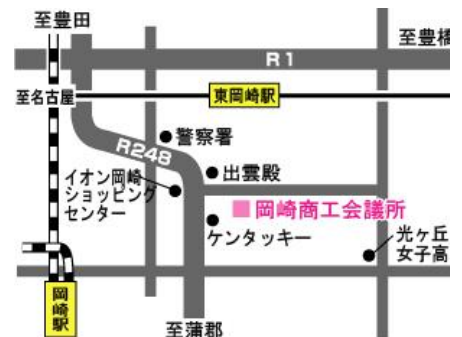 至豊田
至豊橋
R1
至名古屋
東岡崎駅
警察署
R248
イオン岡崎
ショッピング
センター
出雲殿
岡崎商工会議所
ケンタッキー
光ヶ丘
女子高
岡崎駅
至蒲郡